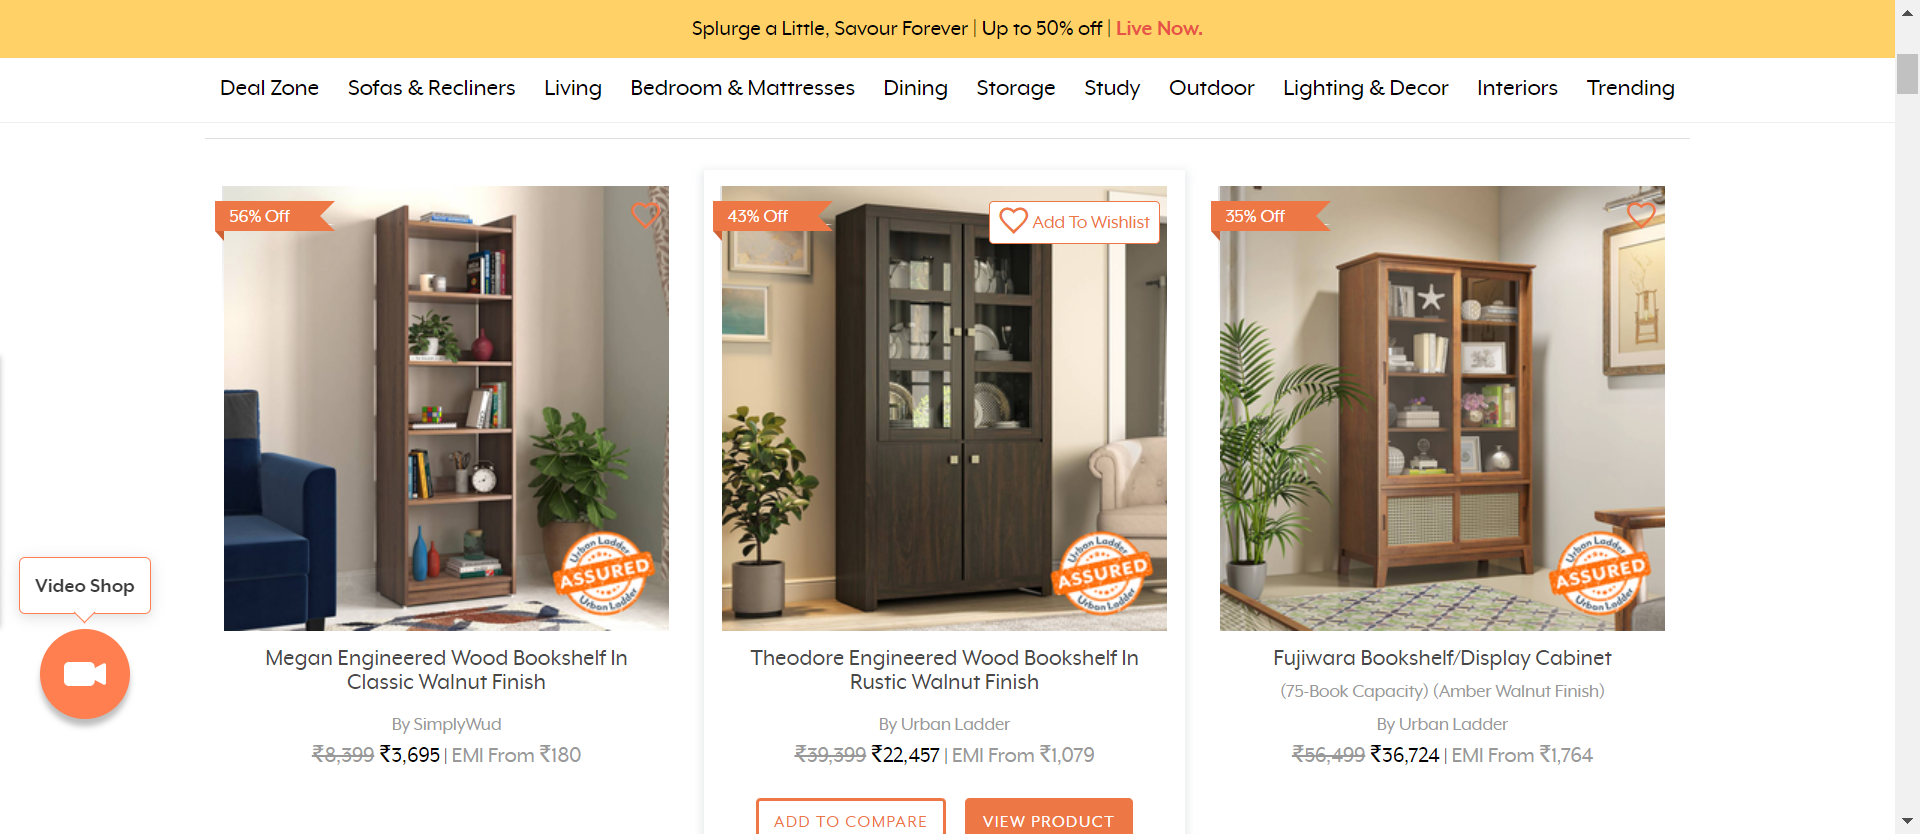 Splurge a Little, Savour Forever | Up to 50% off | Live Now.
Deal Zone Sofas & Recliners Living Bedroom & Mattresses Dining Storage Study Outdoor Lighting & Decor Interiors Trending
56% Off
43% Off
Add To Wishlist
35% Off
Urban Ladder
ASSURED
Urban Ladder
Urban Ladder
ASSURED
Urban Ladder
Urban Ladder
ASSURED
Urban Ladder
Video Shop
Megan Engineered Wood Bookshelf In
Classic Walnut Finish
By SimplyWud
₹8,399 ₹3,695 | EMI From ₹180
Theodore Engineered Wood Bookshelf In
Rustic Walnut Finish
By Urban Ladder
₹39,399 ₹22,457 | EMI From ₹1,079
ADD TO COMPARE
VIEW PRODUCT
Fujiwara Bookshelf/Display Cabinet
(75-Book Capacity) (Amber Walnut Finish)
By Urban Ladder
₹56,499 ₹36,724 | EMI From ₹1,764